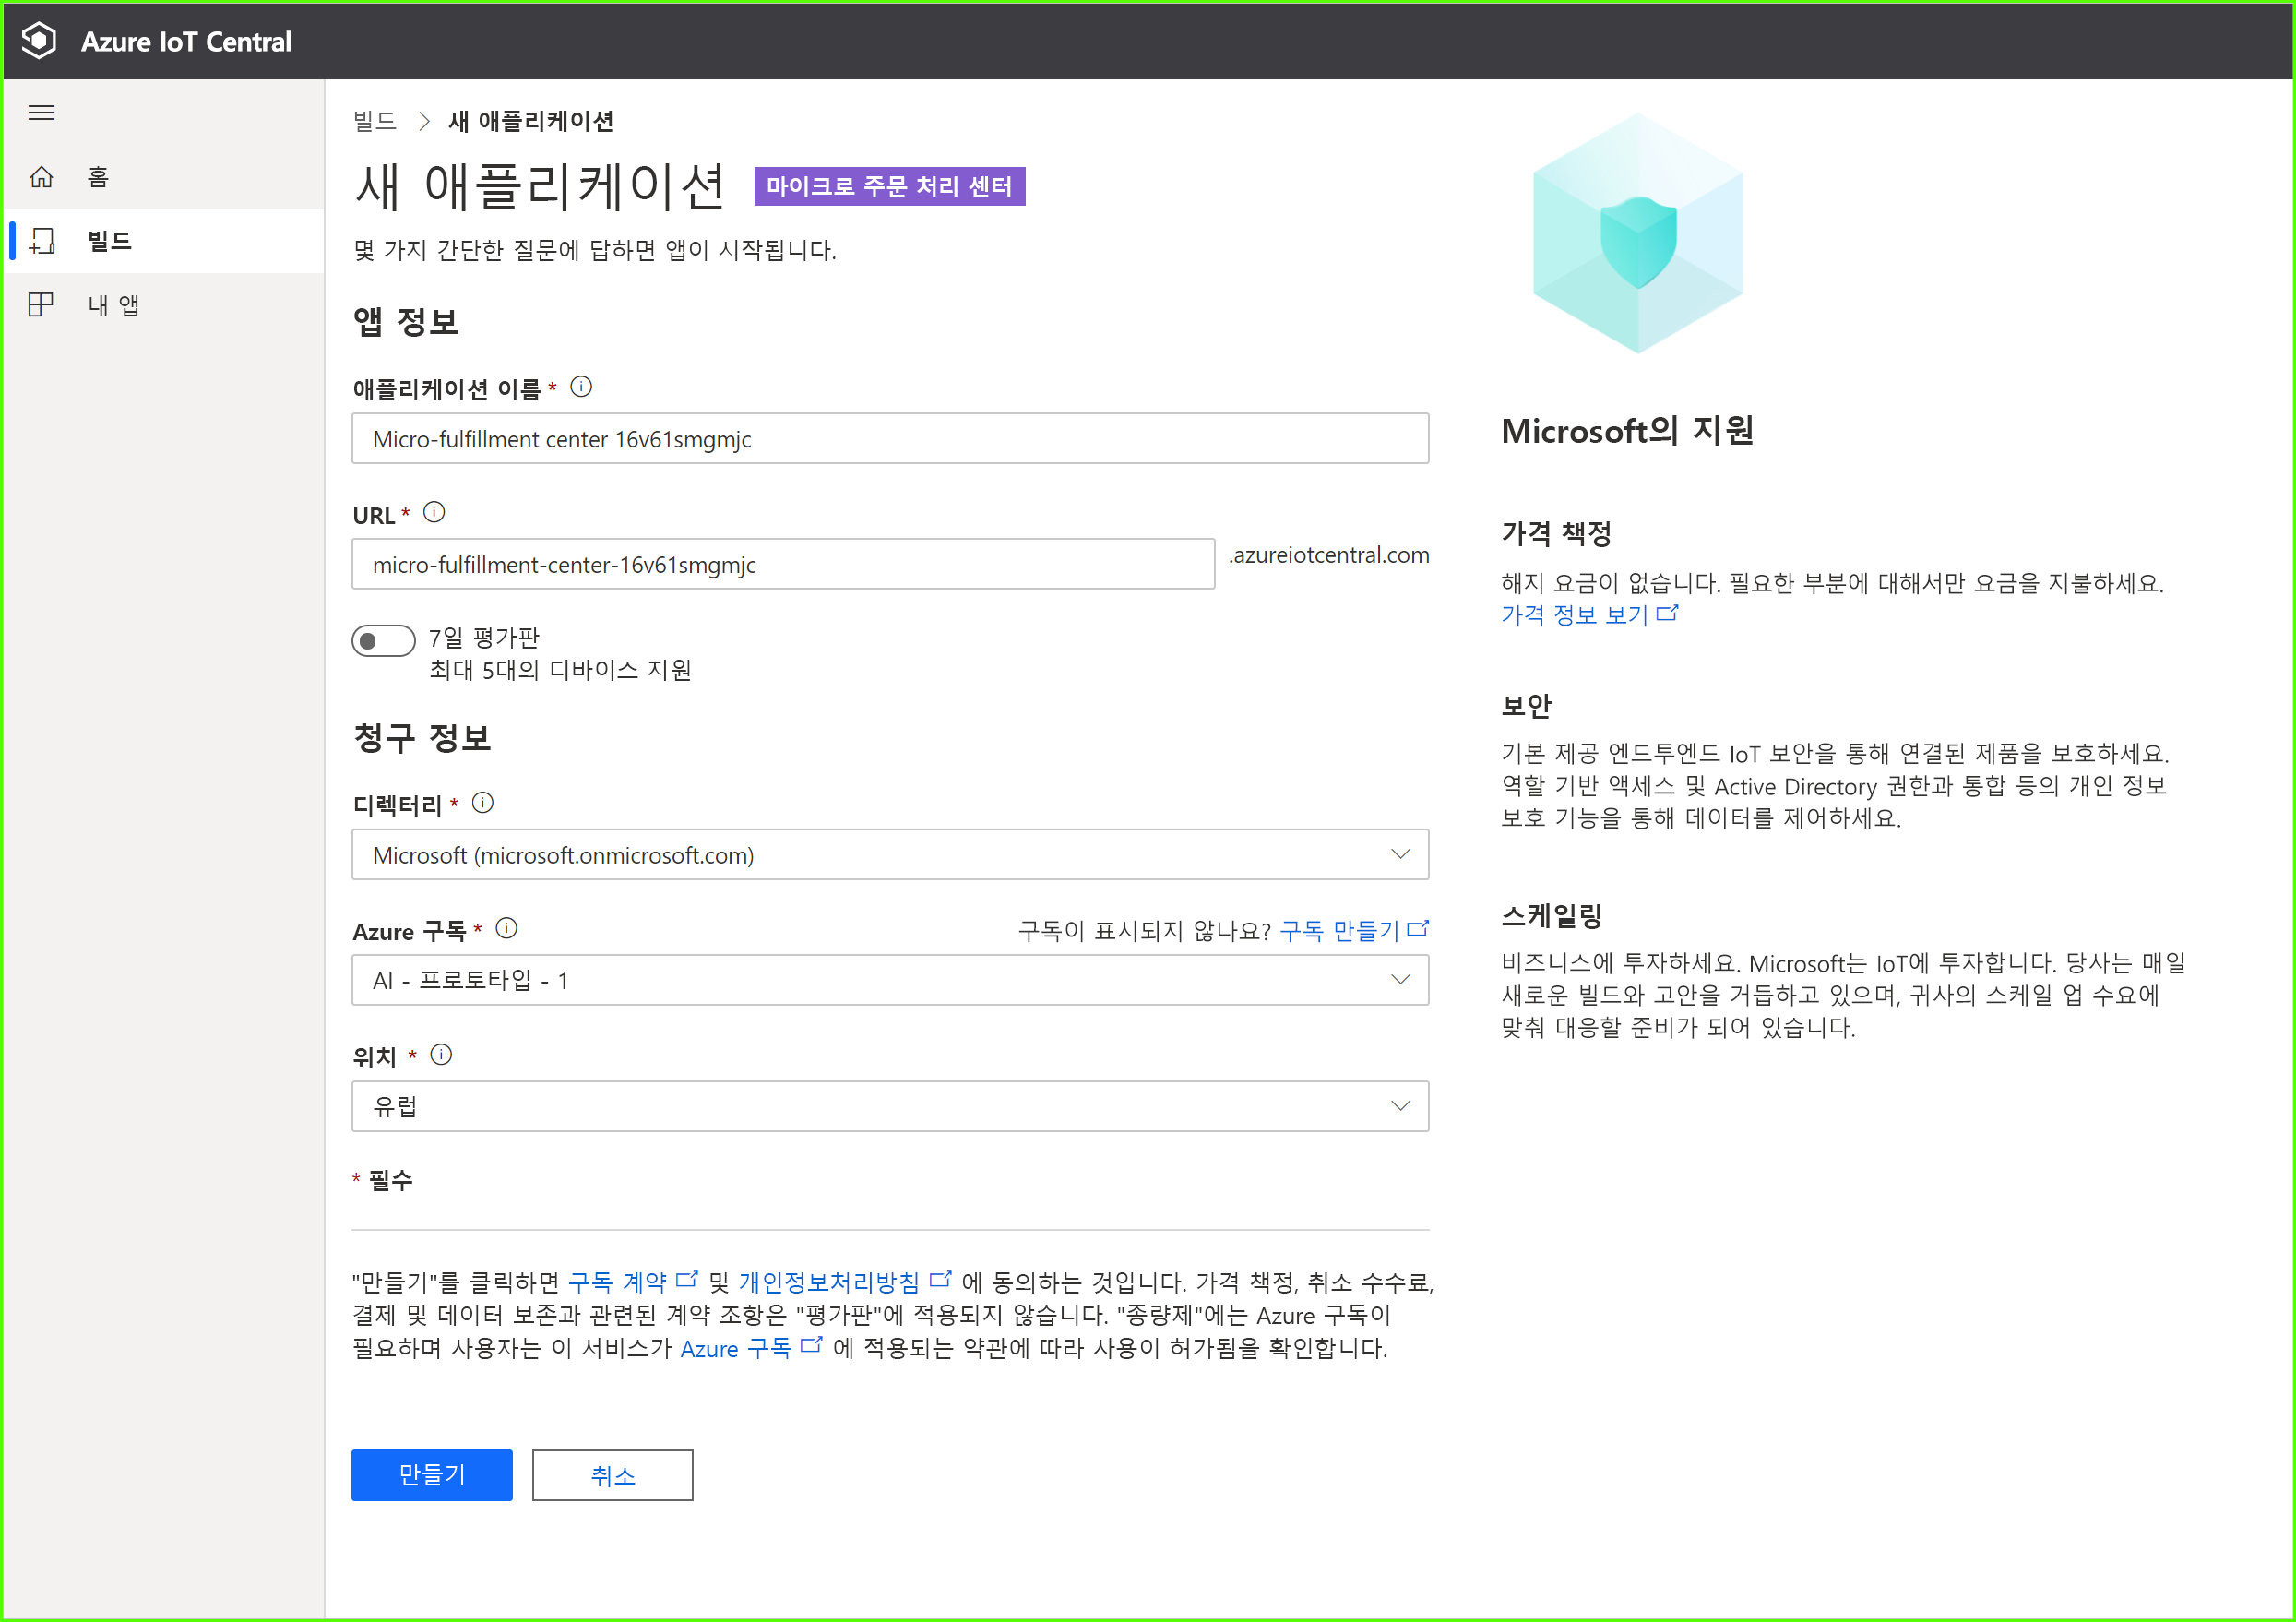 Azure IoT Central
홈
빌드
내 앱
빌드 > 새 애플리케이션
새 애플리케이션 마이크로 주문 처리 센터
몇 가지 간단한 질문에 답하면 앱이 시작됩니다.
앱 정보
애플리케이션 이름 *
Micro-fulfillment center 16v61smgmjc
URL *
micro-fulfillment-center-16v61smgmjc .azureiotcentral.com
7일 평가판
최대 5대의 디바이스 지원
청구 정보
디렉터리 *
Microsoft (microsoft.onmicrosoft.com)
Azure 구독 * 구독이 표시되지 않나요? 구독 만들기
AI - 프로토타입 - 1
위치 *
유럽
* 필수
"만들기"를 클릭하면 구독 계약 및 개인정보처리방침 에 동의하는 것입니다. 가격 책정, 취소 수수료,
결제 및 데이터 보존과 관련된 계약 조항은 "평가판"에 적용되지 않습니다. "종량제"에는 Azure 구독이
필요하며 사용자는 이 서비스가 Azure 구독 에 적용되는 약관에 따라 사용이 허가됨을 확인합니다.
만들기
취소
Microsoft의 지원
가격 책정
해지 요금이 없습니다. 필요한 부분에 대해서만 요금을 지불하세요.
가격 정보 보기
보안
기본 제공 엔드투엔드 IoT 보안을 통해 연결된 제품을 보호하세요.
역할 기반 액세스 및 Active Directory 권한과 통합 등의 개인 정보
보호 기능을 통해 데이터를 제어하세요.
스케일링
비즈니스에 투자하세요. Microsoft는 IoT에 투자합니다. 당사는 매일
새로운 빌드와 고안을 거듭하고 있으며, 귀사의 스케일 업 수요에
맞춰 대응할 준비가 되어 있습니다.